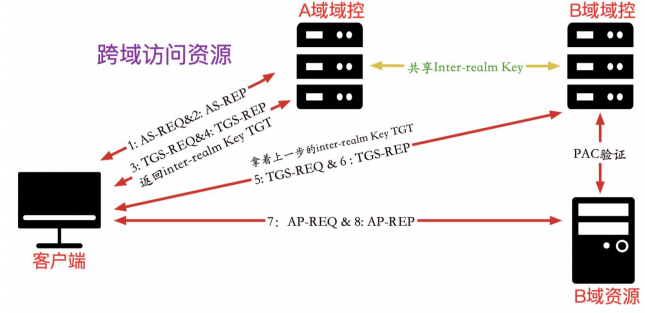 A域域控
B域域控
跨域访问资源
共享Inter-realm Key
1: AS-REQ&2: AS-REP
3: TGS-REQ&4: TGS-REP
返回inter-realm Key TGT
拿着上一步的inter-realm Key TGT
5: TGS-REQ & 6 : TGS-REP
PAC验证
7： AP-REQ & 8: AP-REP
客户端
B域资源